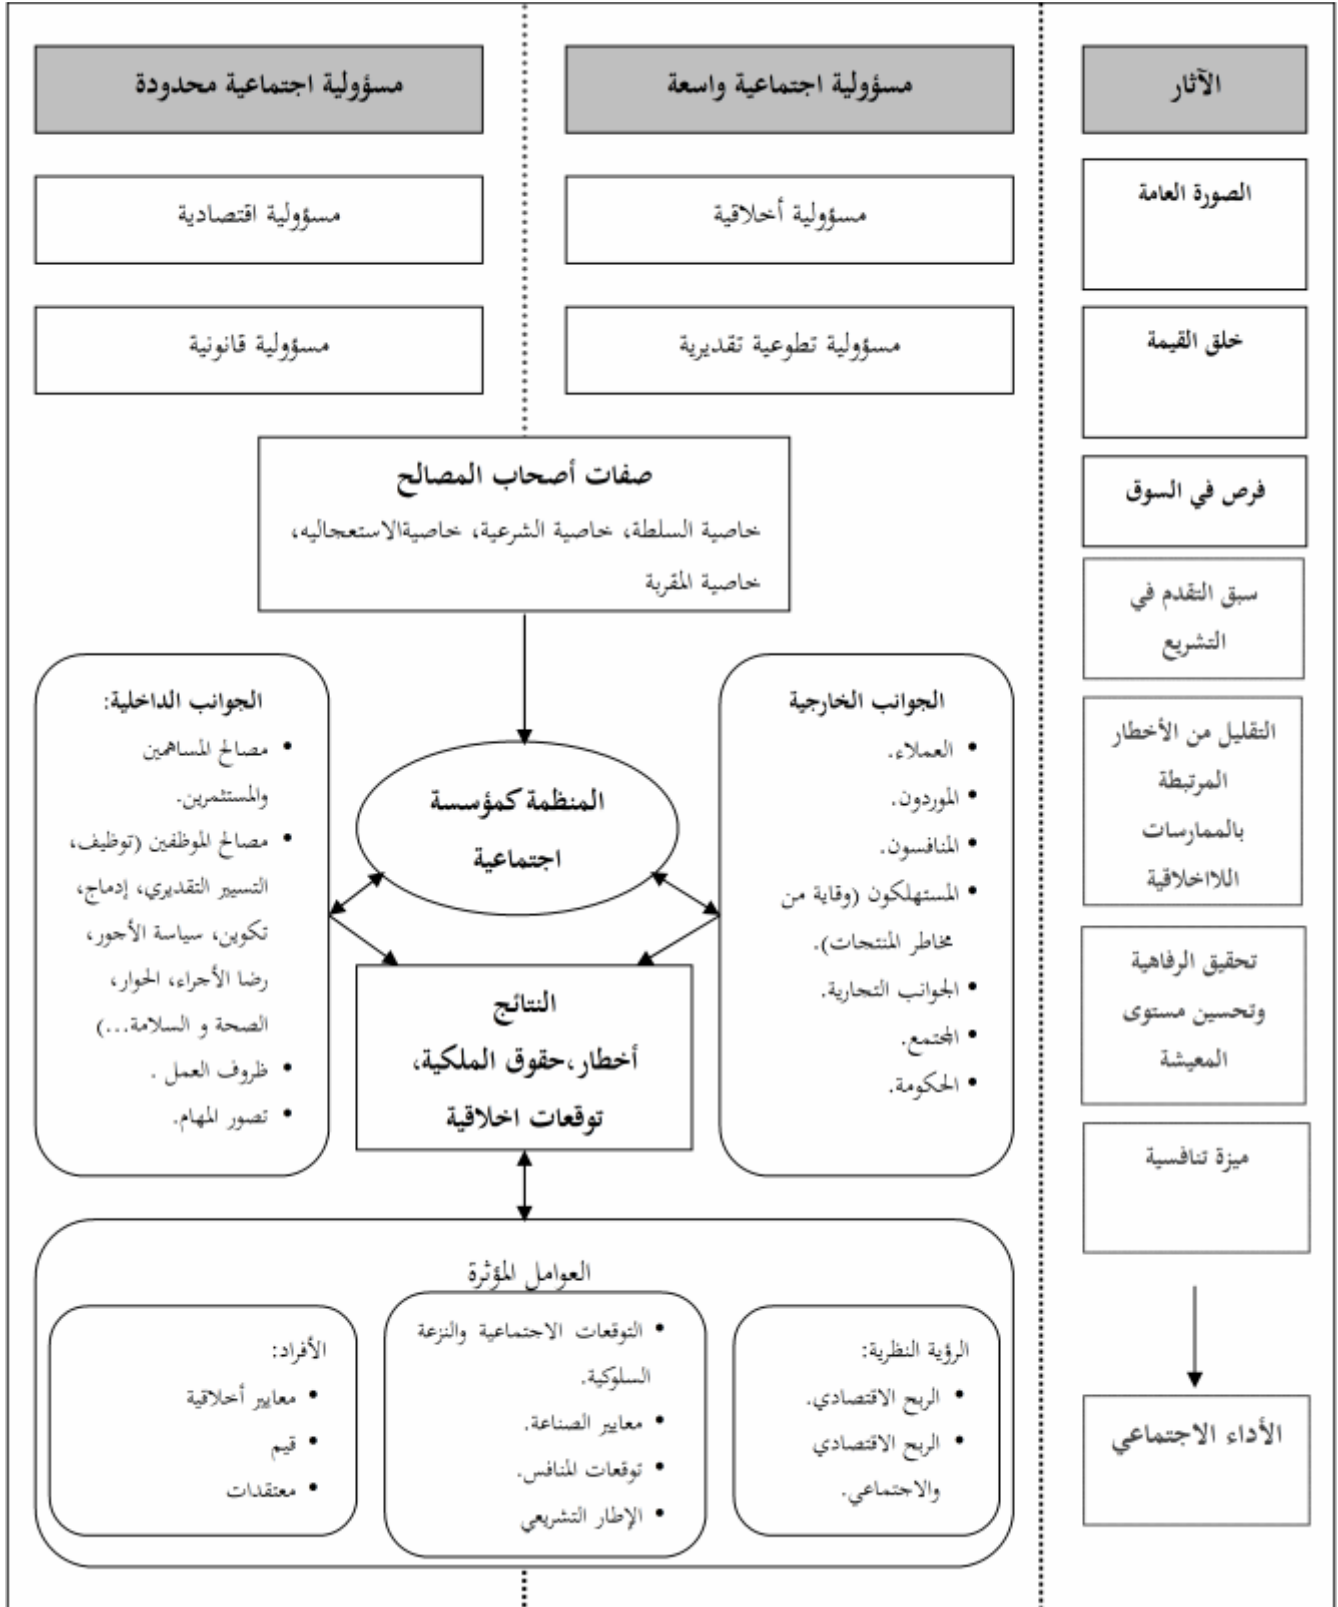 الآثار
مسؤولية اجتماعية واسعة
مسؤولية اجتماعية محدودة
مسؤولية أخلاقية
مسؤولية اقتصادية
مسؤولية تطوعية تقديرية
مسؤولية قانونية
صفات أصحاب المصالح
خاصية السلطة، خاصية الشرعية، خاصيةالاستعجاليه،
خاصية المقربة
الجوانب الخارجية
• العملاء.
• الموردون.
• المنافسون.
• المستهلكون (وقاية من
مخاطر المنتجات).
• الجوانب التجارية.
• المجتمع.
• الحكومة.
المنظمة كمؤسسة
اجتماعية
الجوانب الداخلية:
• مصالح المساهمين
والمستثمرين.
• مصالح الموظفين (توظيف،
التسيير التقديري، إدماج،
تكوين، سياسة الأجور،
رضا الأجراء، الحوار،
الصحة و السلامة...)
• ظروف العمل .
• تصور المهام.
النتائج
أخطار،حقوق الملكية،
توقعات اخلاقية
العوامل المؤثرة
الرؤية النظرية:
• الربح الاقتصادي.
• الربح الاقتصادي
والاجتماعي.
• التوقعات الاجتماعية والنزعة
السلوكية.
• معايير الصناعة.
• توقعات المنافس.
• الإطار التشريعي
الأفراد:
• معايير أخلاقية
• قيم
• معتقدات
الصورة العامة
خلق القيمة
فرص في السوق
سبق التقدم في
التشريع
التقليل من الأخطار
المرتبطة
بالممارسات
اللااخلاقية
تحقيق الرفاهية
وتحسين مستوى
المعيشة
ميزة تنافسية
الأداء الاجتماعي